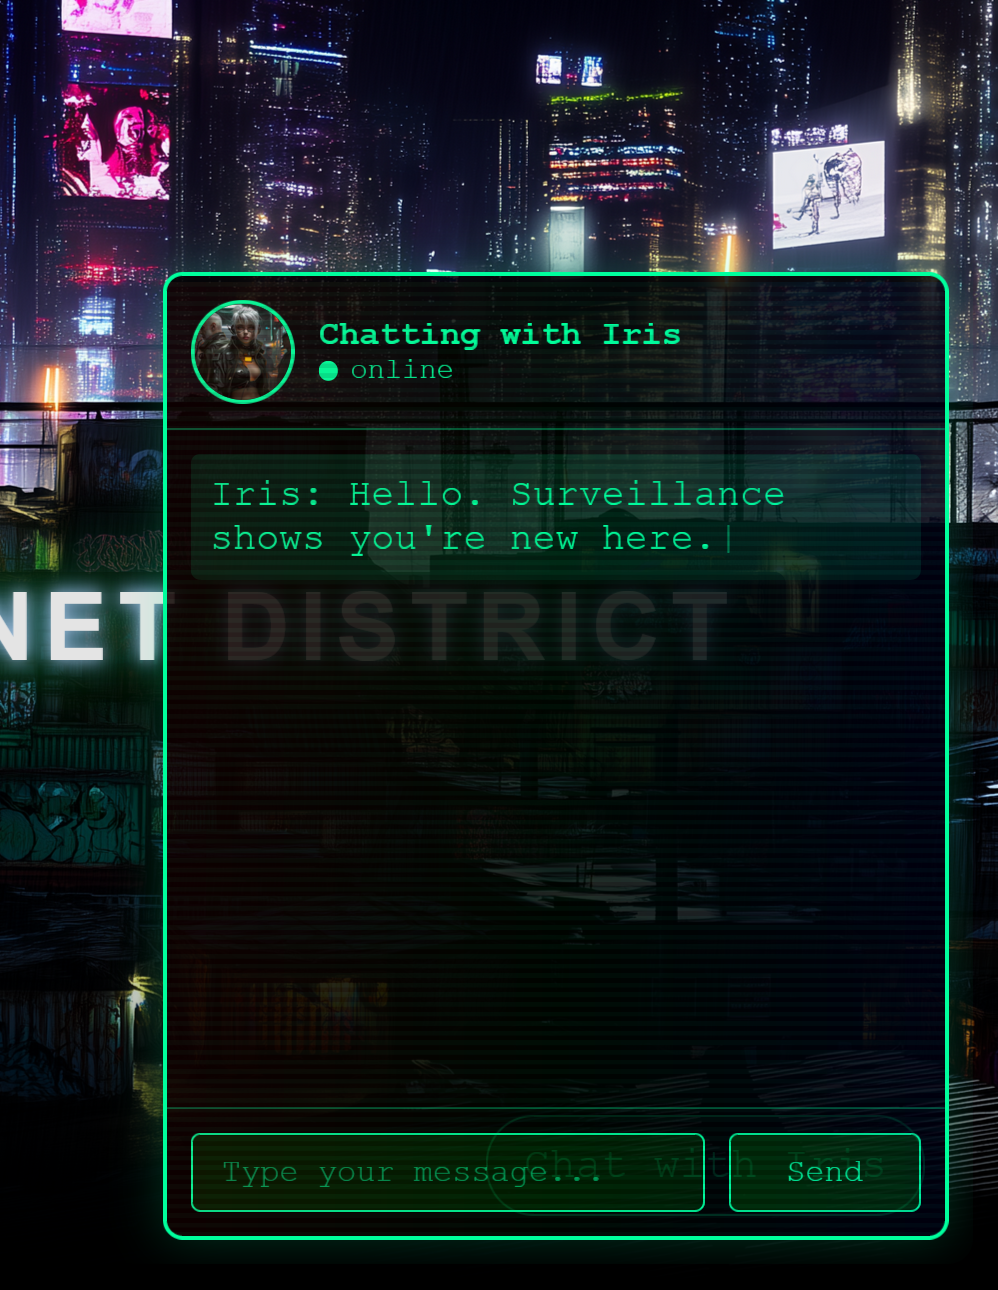 Chatting with Iris
online
Iris: Hello. Surveillance
shows you're new here.
NET DISTRICT
Type your message...
Chat with Iris
Send